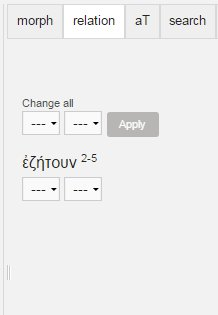 morph relation aT search
Change all
--- --- Apply
ἐζήτουν 2-5
--- ---